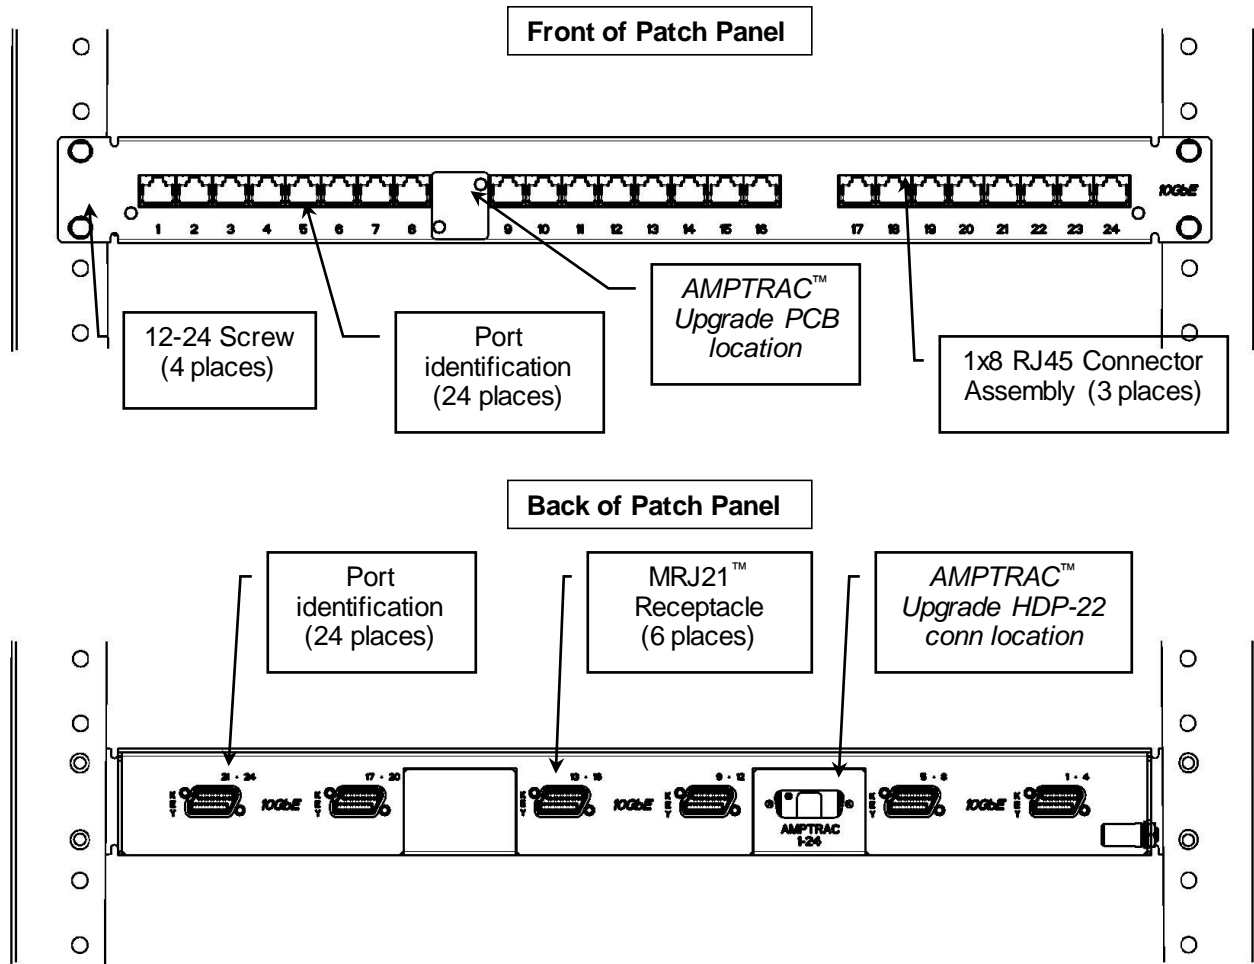 Front of Patch Panel
10GbE
1 2 3 4 5 6 7 8 9 10 11 12 13 14 15 16 17 18 19 20 21 22 23 24
12-24 Screw
(4 places)
Port
identification
(24 places)
AMPTRAC™
Upgrade PCB
location
1x8 RJ45 Connector
Assembly (3 places)
Back of Patch Panel
Port
identification
(24 places)
MRJ21™
Receptacle
(6 places)
AMPTRAC™
Upgrade HDP-22
conn location
21 - 24 17 - 20 13 - 16 9 - 12 5 - 8 1 - 4
KEY 10GbE KEY KEY 10GbE KEY KEY 10GbE KEY
AMPTRAC
1-24